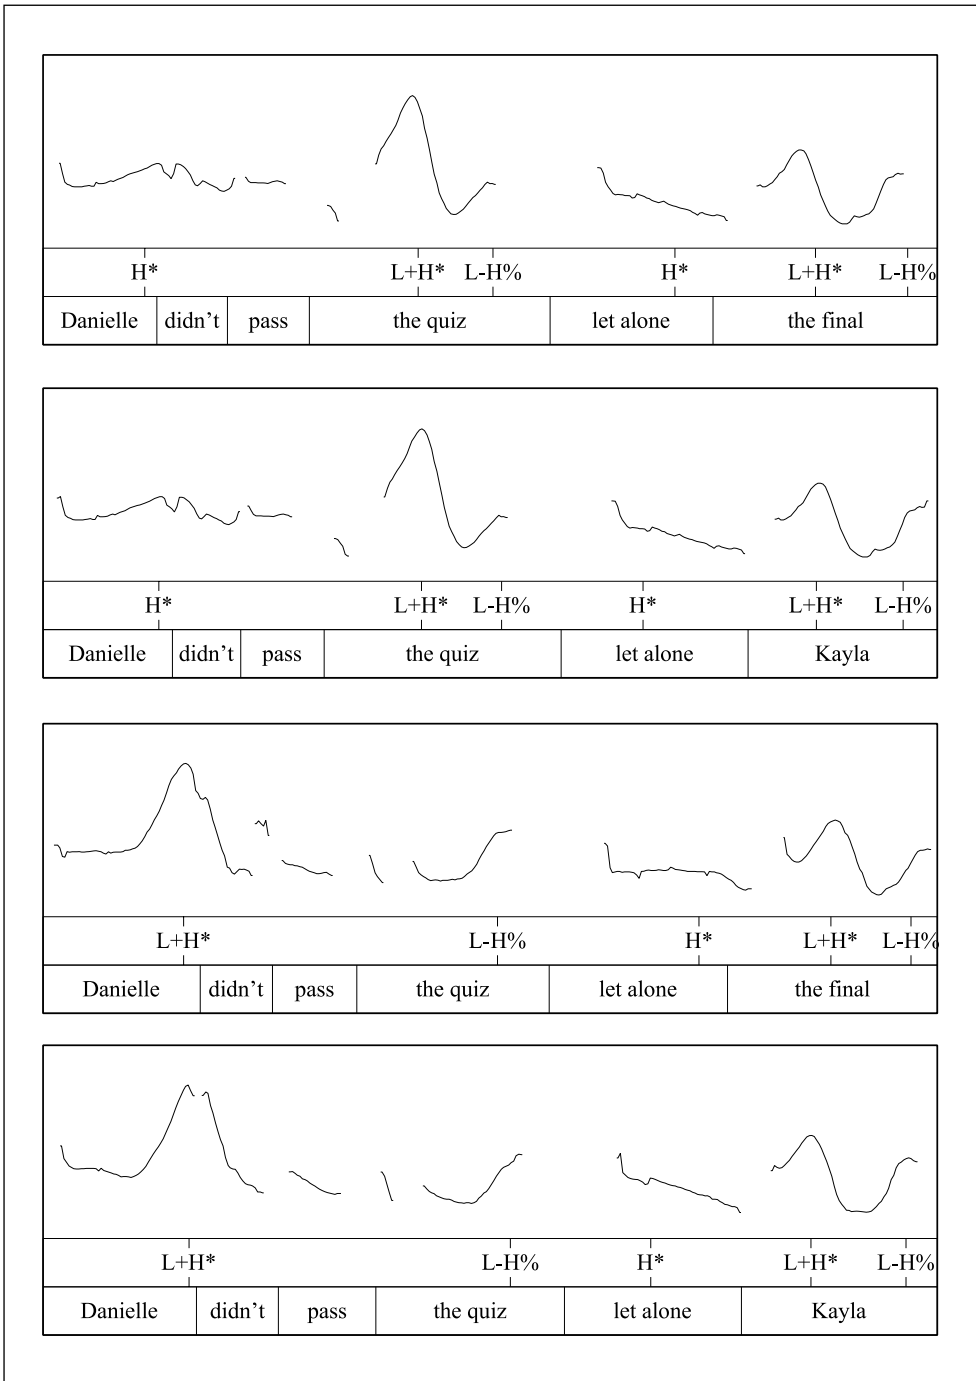 H* L+H* L-H% H* L+H* L-H%
Danielle didn’t pass the quiz let alone the final
H* L+H* L-H% H* L+H* L-H%
Danielle didn’t pass the quiz let alone Kayla
L+H* L-H% H* L+H* L-H%
Danielle didn’t pass the quiz let alone the final
L+H* L-H% H* L+H* L-H%
Danielle didn’t pass the quiz let alone Kayla